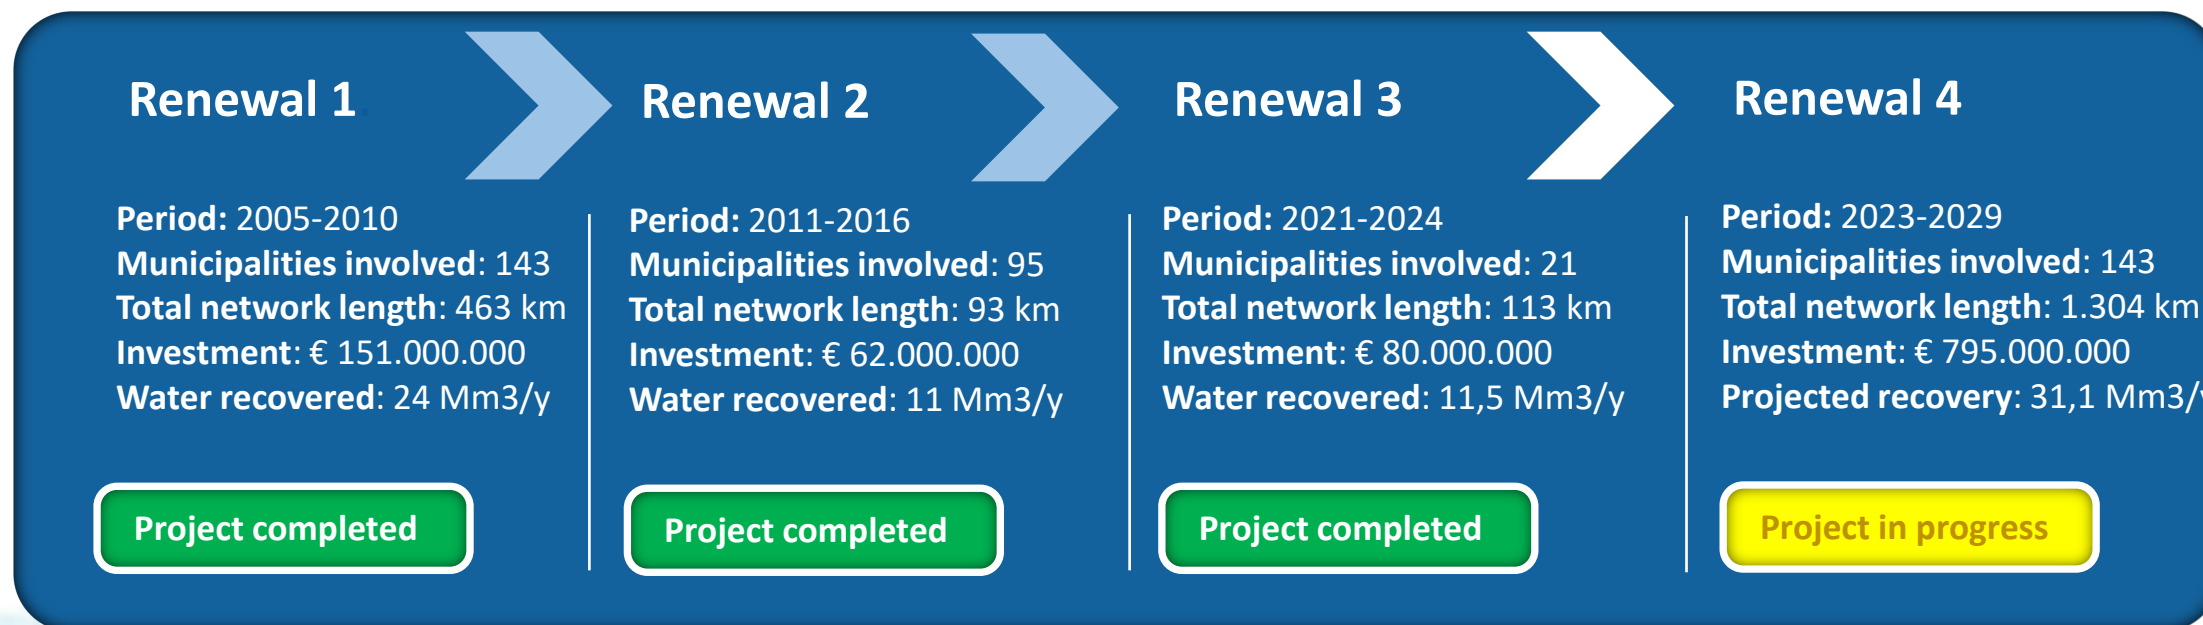 Renewal 1.
Period: 2005-2010
Municipalities involved: 143
Total network length: 463 km
Investment: € 151.000.000
Water recovered: 24 Mm3/y
Project completed
Renewal 2
Period: 2011-2016
Municipalities involved: 95
Total network length: 93 km
Investment: € 62.000.000
Water recovered: 11 Mm3/y
Project completed
Renewal 3
Period: 2021-2024
Municipalities involved: 21
Total network length: 113 km
Investment: € 80.000.000
Water recovered: 11,5 Mm3/y
Project completed
Renewal 4
Period: 2023-2029
Municipalities involved: 143
Total network length: 1.304 km
Investment: € 795.000.000
Projected recovery: 31,1 Mm3/y
Project in progress